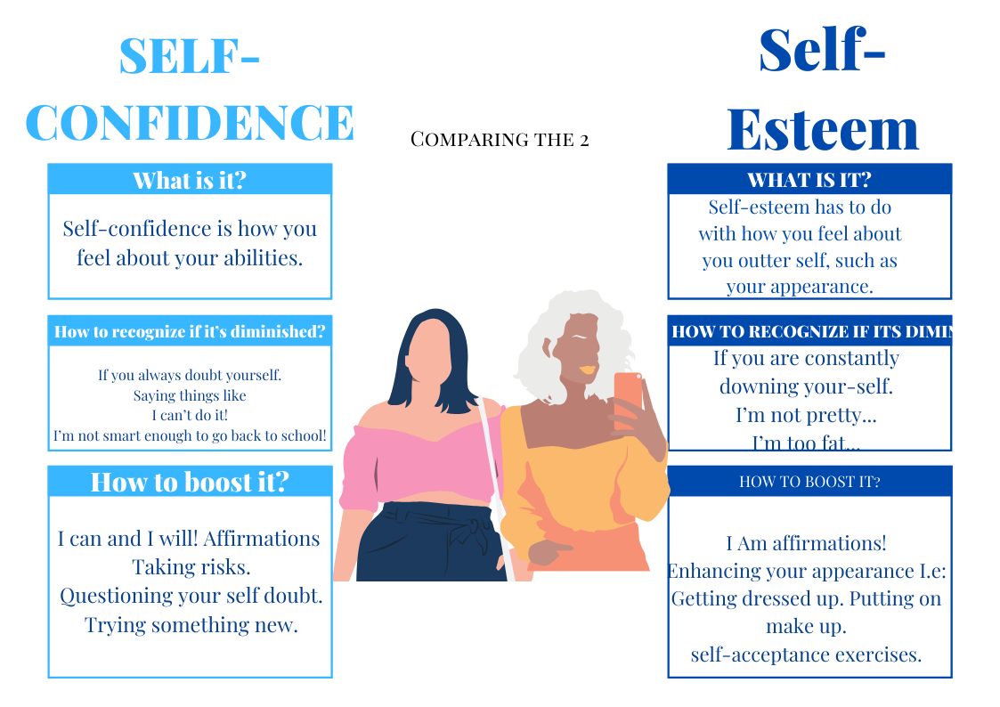 SELF-
CONFIDENCE
What is it?
Self-confidence is how you
feel about your abilities.
How to recognize if it's diminished?
If you always doubt yourself.
Saying things like
I can't do it!
I'm not smart enough to go back to school!
How to boost it?
I can and I will! Affirmations
Taking risks.
Questioning your self doubt.
Trying something new.
Comparing the 2
Self-
Esteem
WHAT IS IT?
Self-esteem has to do
with how you feel about
you outter self, such as
your appearance.
HOW TO RECOGNIZE IF ITS DIMIN
If you are constantly
downing your-self.
I'm not pretty...
I'm too fat...
HOW TO BOOST IT?
I Am affirmations!
Enhancing your appearance I.e:
Getting dressed up. Putting on
make up.
self-acceptance exercises.